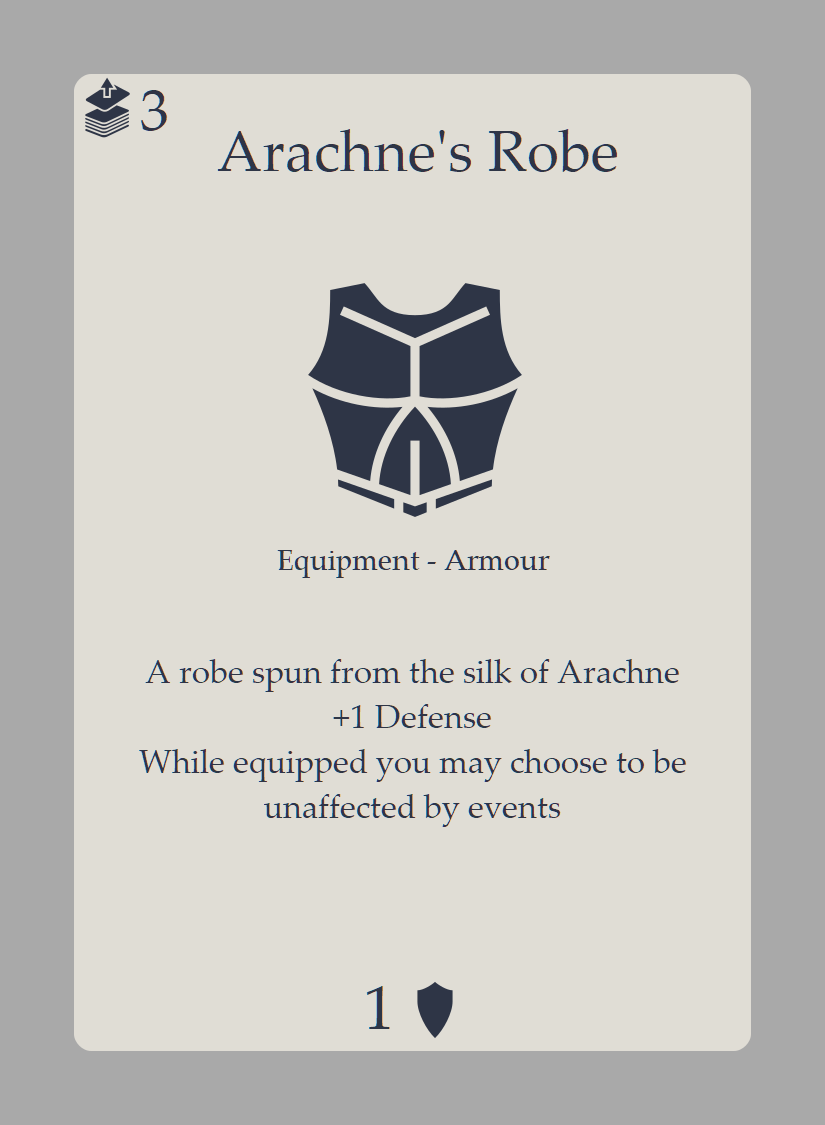 3
Arachne's Robe
Equipment - Armour
A robe spun from the silk of Arachne
+1 Defense
While equipped you may choose to be
unaffected by events
1